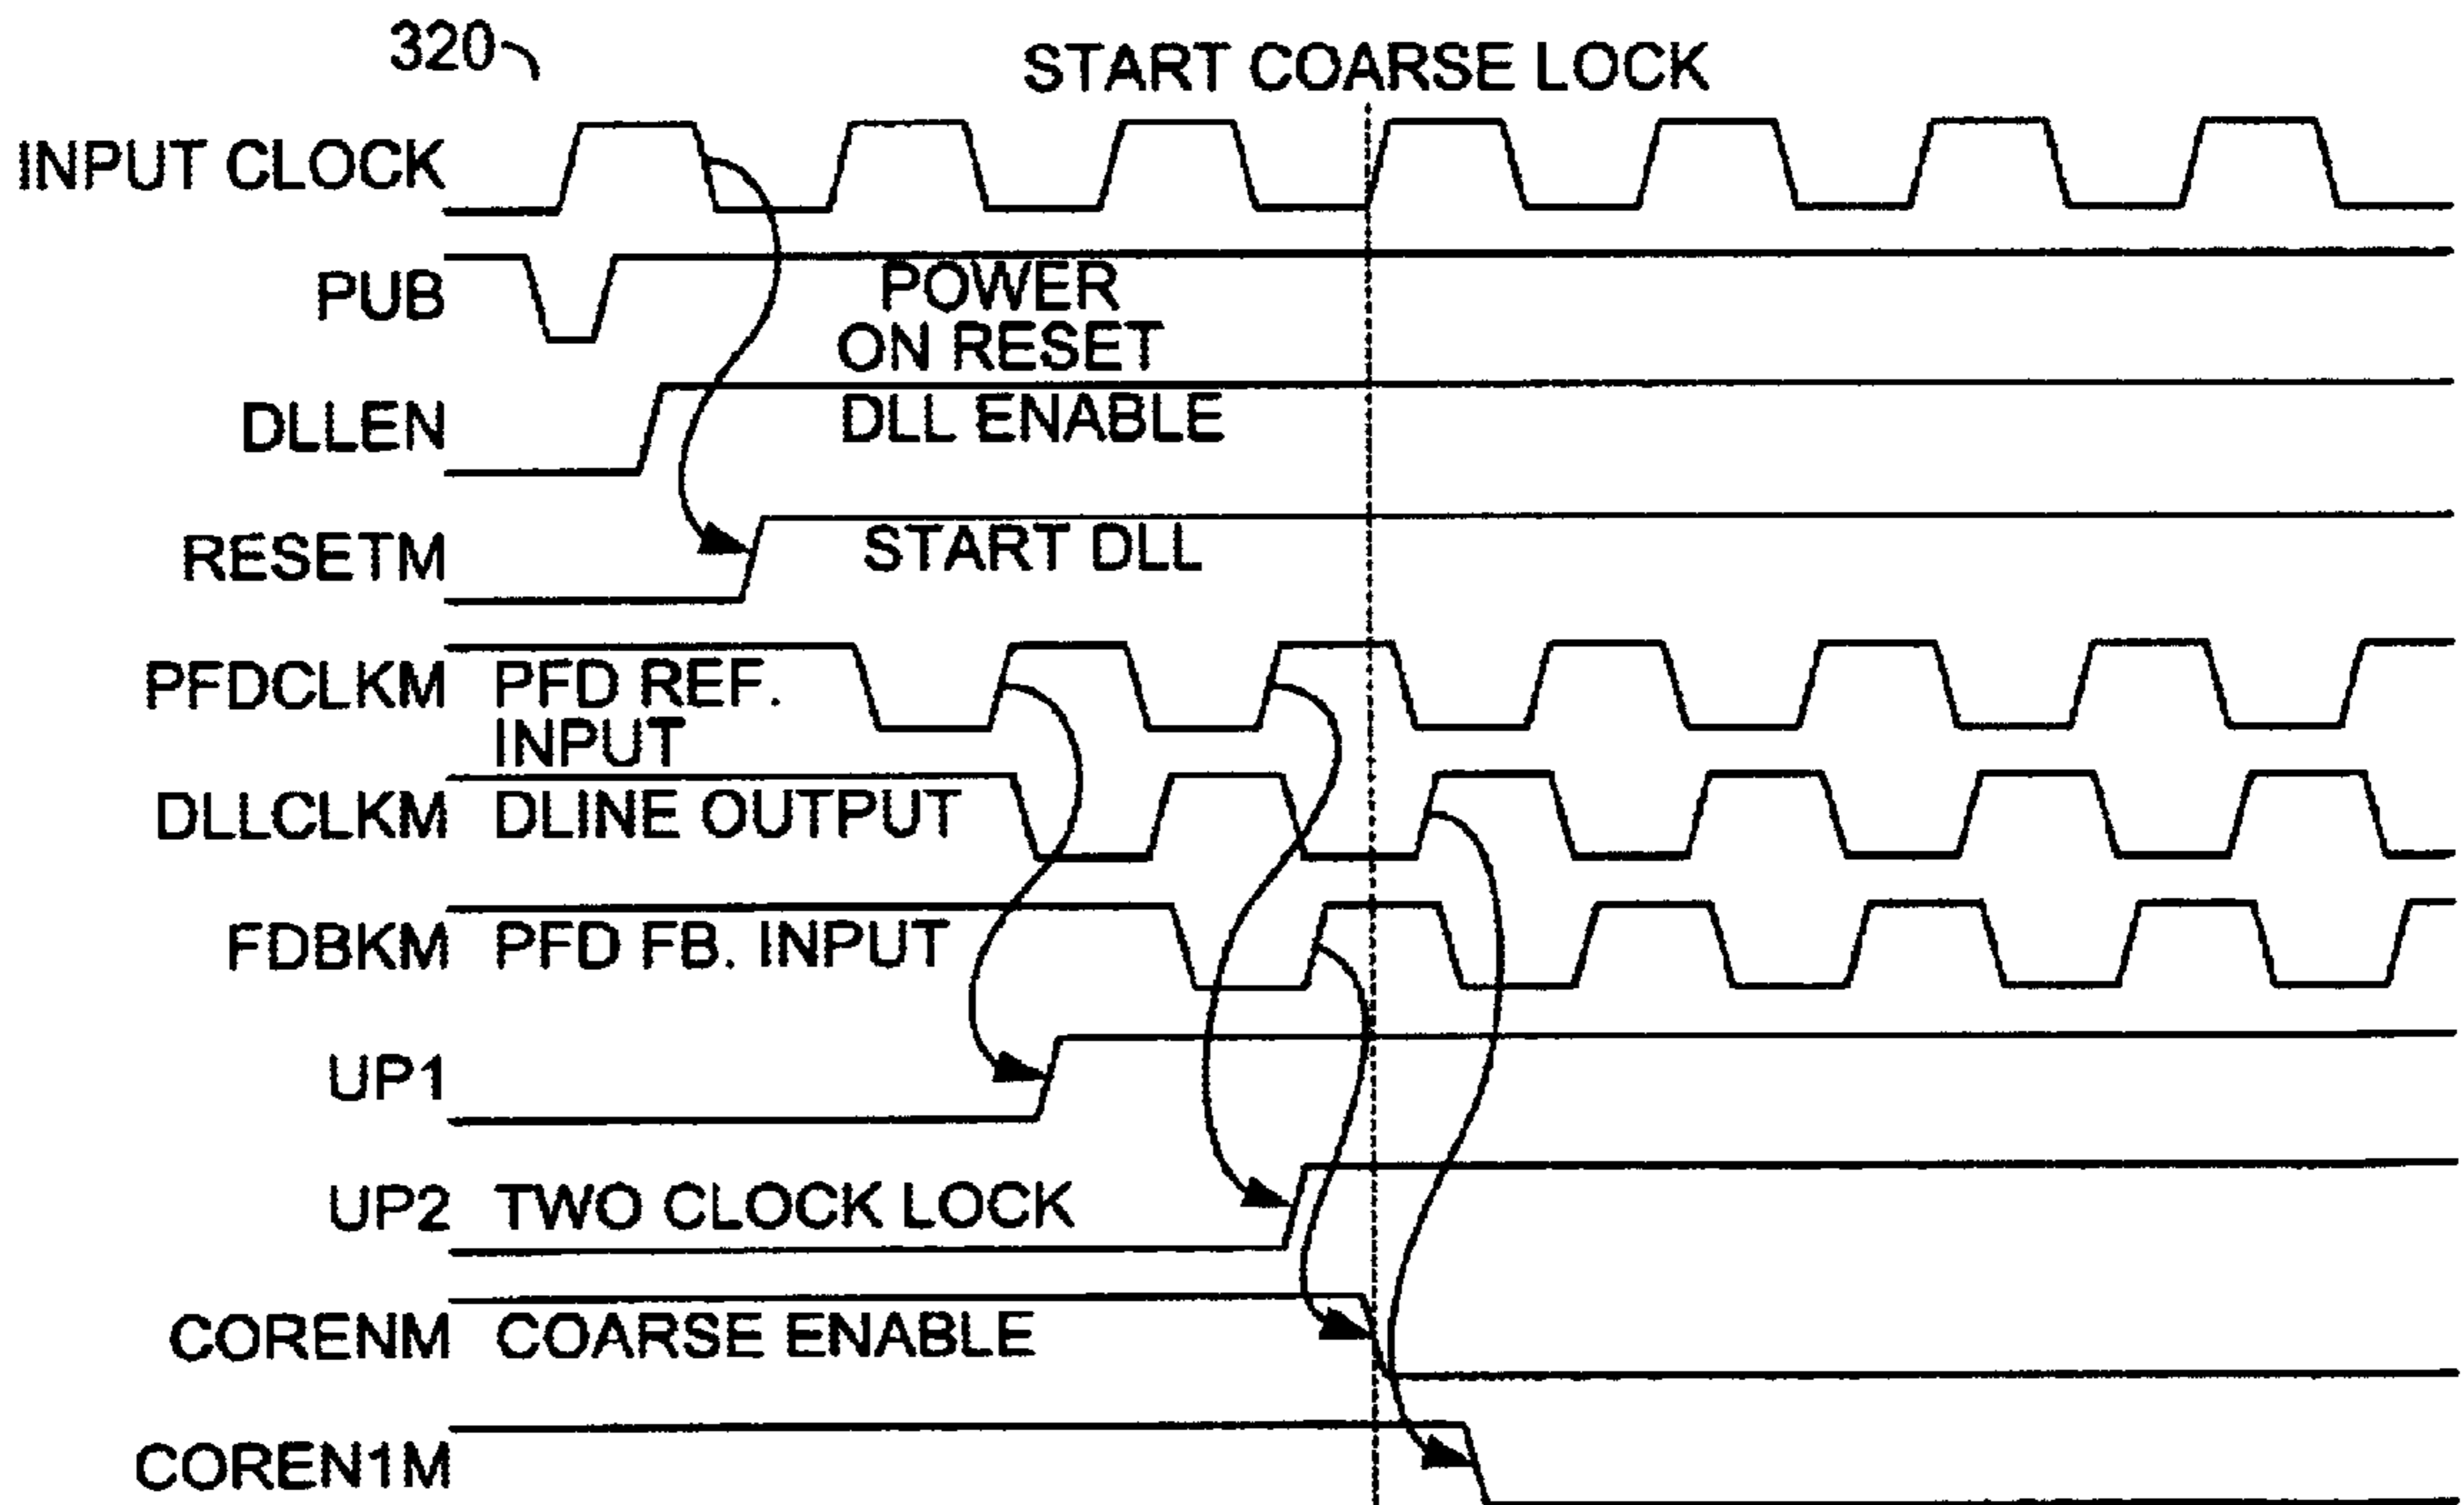 320
START COARSE LOCK
INPUT CLOCK
PUB
POWER
ON RESET
DLLEN
DLL ENABLE
RESETM
START DLL
PFDCLKM PFD REF.
INPUT
DLLCLKM DLINE OUTPUT
FDBKM PFD FB. INPUT
UP1
UP2 TWO CLOCK LOCK
CORENM COARSE ENABLE
COREN1M